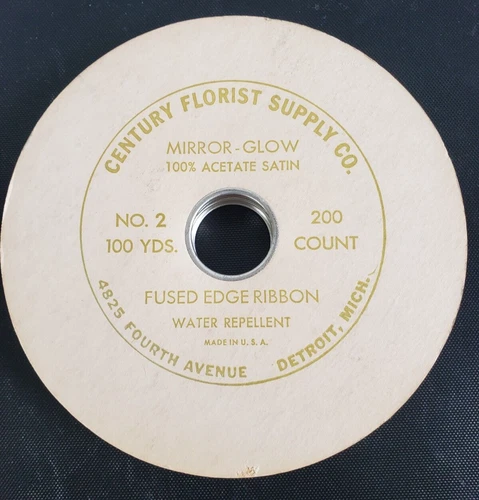 CENTURY FLORIST SUPPLY CO.
MIRROR-GLOW
100% ACETATE SATIN
NO. 2
100 YDS.
200
COUNT
FUSED EDGE RIBBON
WATER REPELLENT
MADE IN U.S.A.
4825 FOURTH AVENUE DETROIT, MICH.